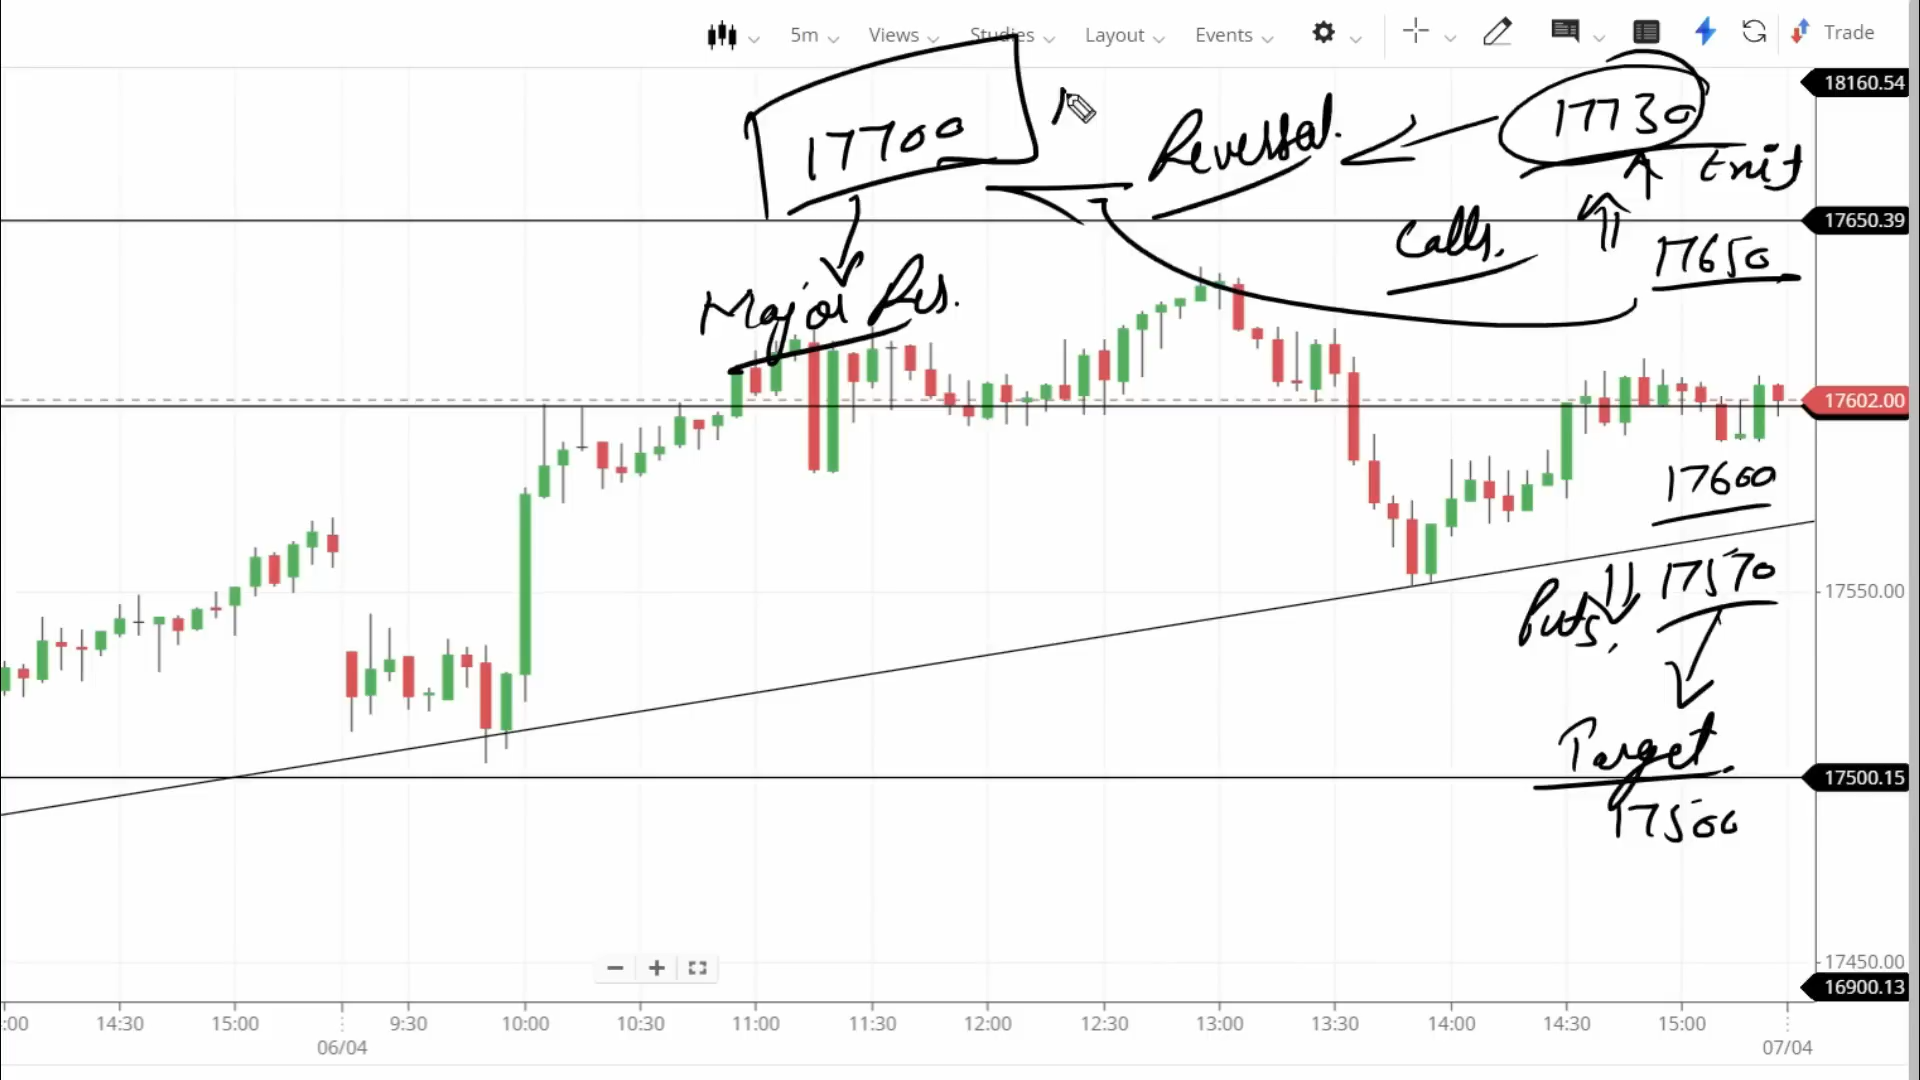 5m Views Studies Layout Events Trade
18160.54
17700
Reversal.
17730
Exit
17650.39
Calls.
17650
Major Res.
17602.00
17600
17550.00
Puts.
17570
Target
17500.15
17500
17450.00
16900.13
:00 14:30 15:00 9:30 10:00 10:30 11:00 11:30 12:00 12:30 13:00 13:30 14:00 14:30 15:00
06/04 07/04